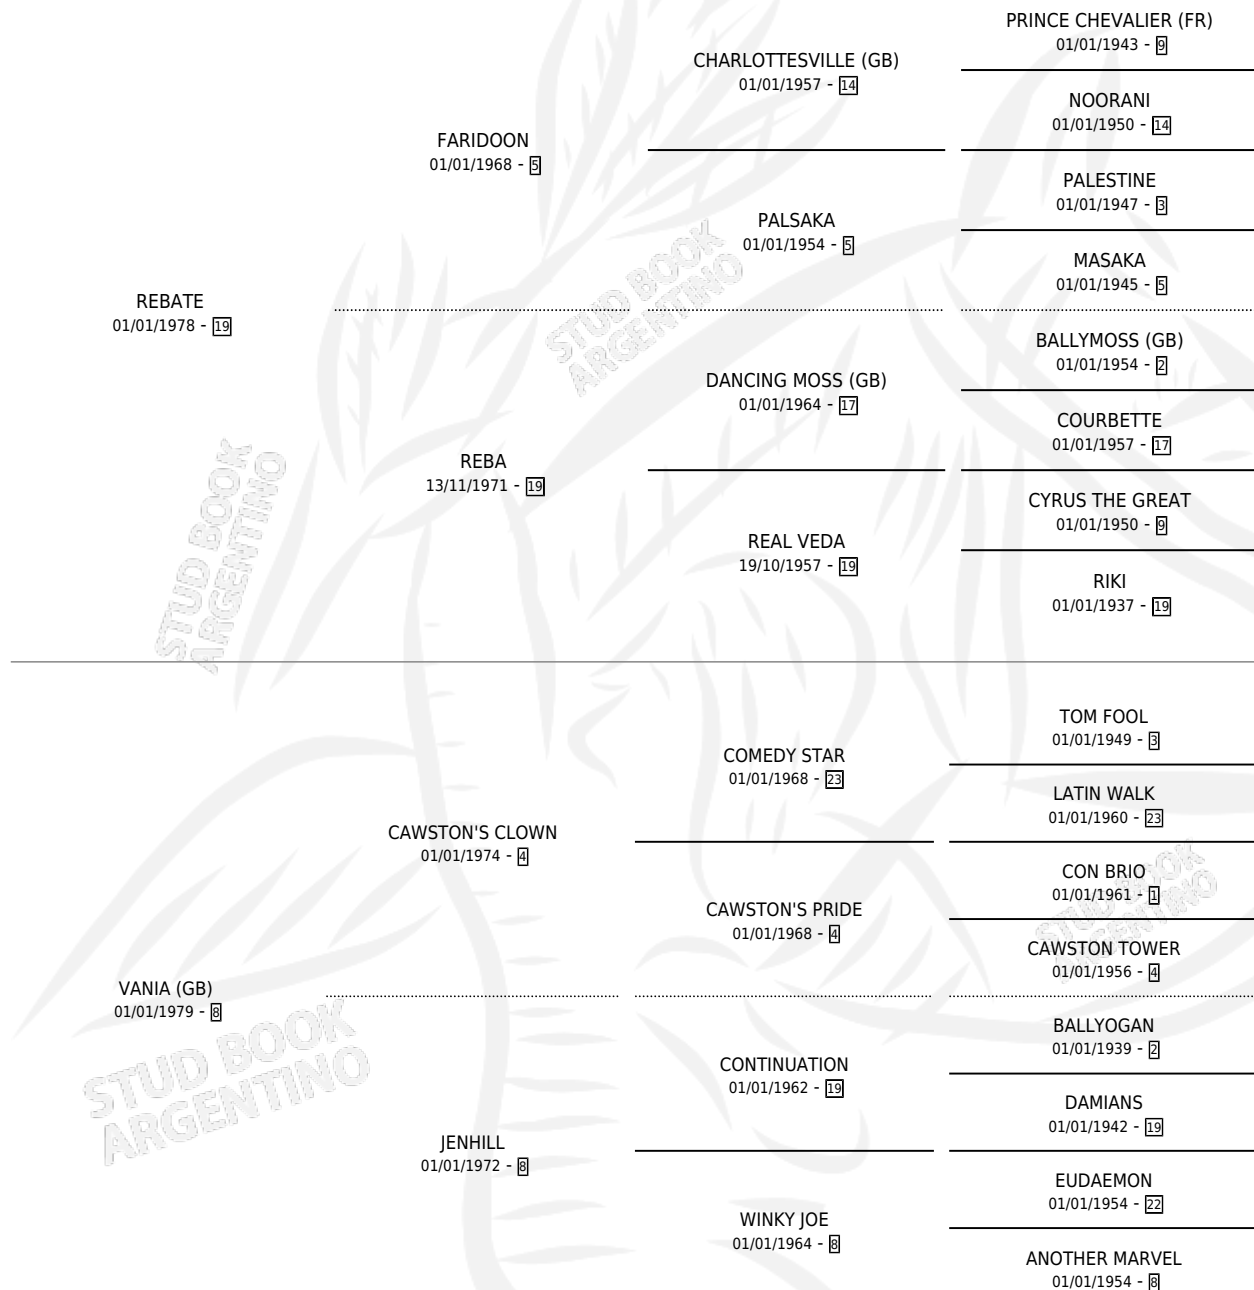 PRINCE CHEVALIER (FR)
01/01/1943 - 9
CHARLOTTESVILLE (GB)
01/01/1957 - 14
NOORANI
01/01/1950 - 14
FARIDOON
01/01/1968 - 5
PALESTINE
01/01/1947 - 3
PALSAKA
01/01/1954 - 5
MASAKA
01/01/1945 - 5
REBATE
01/01/1978 - 19
STUD BOOK
ARGENTINO
BALLYMOSS (GB)
01/01/1954 - 2
DANCING MOSS (GB)
01/01/1964 - 17
COURBETTE
01/01/1957 - 17
REBA
13/11/1971 - 19
CYRUS THE GREAT
01/01/1950 - 9
REAL VEDA
19/10/1957 - 19
RIKI
01/01/1937 - 19
STUD BOOK
ARGENTINO
TOM FOOL
01/01/1949 - 3
COMEDY STAR
01/01/1968 - 23
LATIN WALK
01/01/1960 - 23
CAWSTON'S CLOWN
01/01/1974 - 4
CON BRIO
01/01/1961 - 1
CAWSTON'S PRIDE
01/01/1968 - 4
CAWSTON TOWER
01/01/1956 - 4
STUD BOOK
ARGENTINO
VANIA (GB)
01/01/1979 - 8
BALLYOGAN
01/01/1939 - 2
CONTINUATION
01/01/1962 - 19
DAMIANS
01/01/1942 - 19
STUD BOOK
ARGENTINO
JENHILL
01/01/1972 - 8
EUDAEMON
01/01/1954 - 22
WINKY JOE
01/01/1964 - 8
ANOTHER MARVEL
01/01/1954 - 8